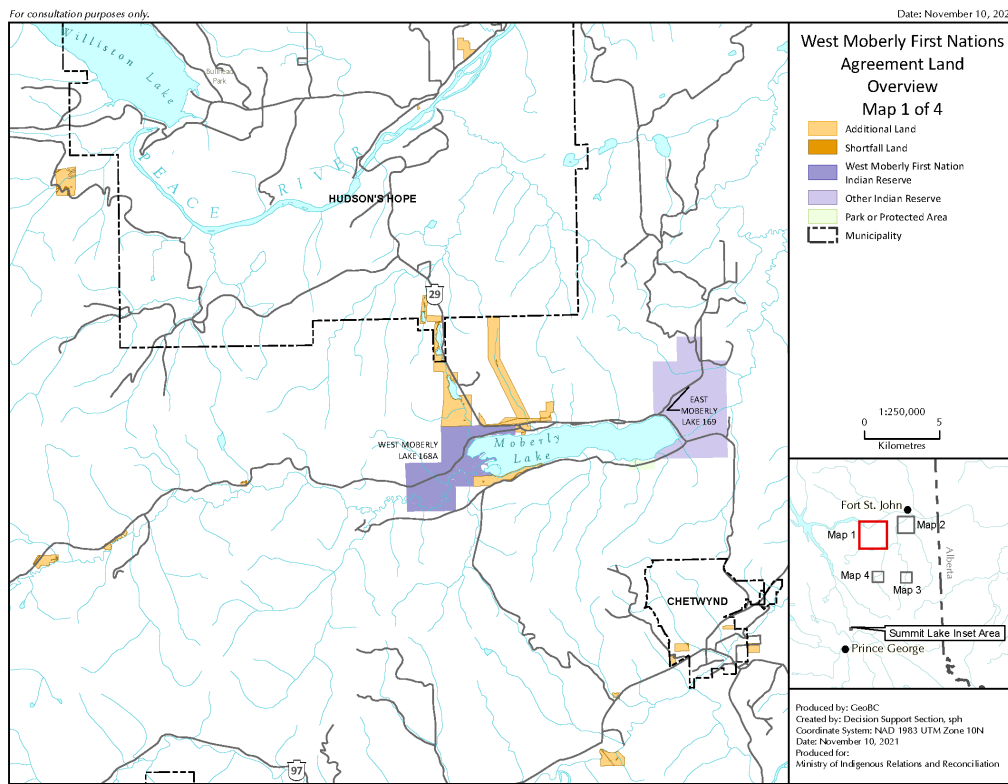 For consultation purposes only.
Date: November 10, 202
West Moberly First Nations
Agreement Land
Overview
Map 1 of 4
Additional Land
Shortfall Land
West Moberly First Nation
Indian Reserve
Other Indian Reserve
Park or Protected Area
Municipality
1:250,000
0 5
Kilometres
Williston Lake
Bullhead
Park
PEACE RIVER
HUDSON'S HOPE
29
EAST
MOBERLY
LAKE 169
WEST MOBERLY
LAKE 168A
Moberly
Lake
CHETWYND
97
Fort St. John
Map 1
Map 2
Alberta
Map 4
Map 3
Summit Lake Inset Area
Prince George
Produced by: GeoBC
Created by: Decision Support Section, sph
Coordinate System: NAD 1983 UTM Zone 10N
Date: November 10, 2021
Produced for:
Ministry of Indigenous Relations and Reconciliation